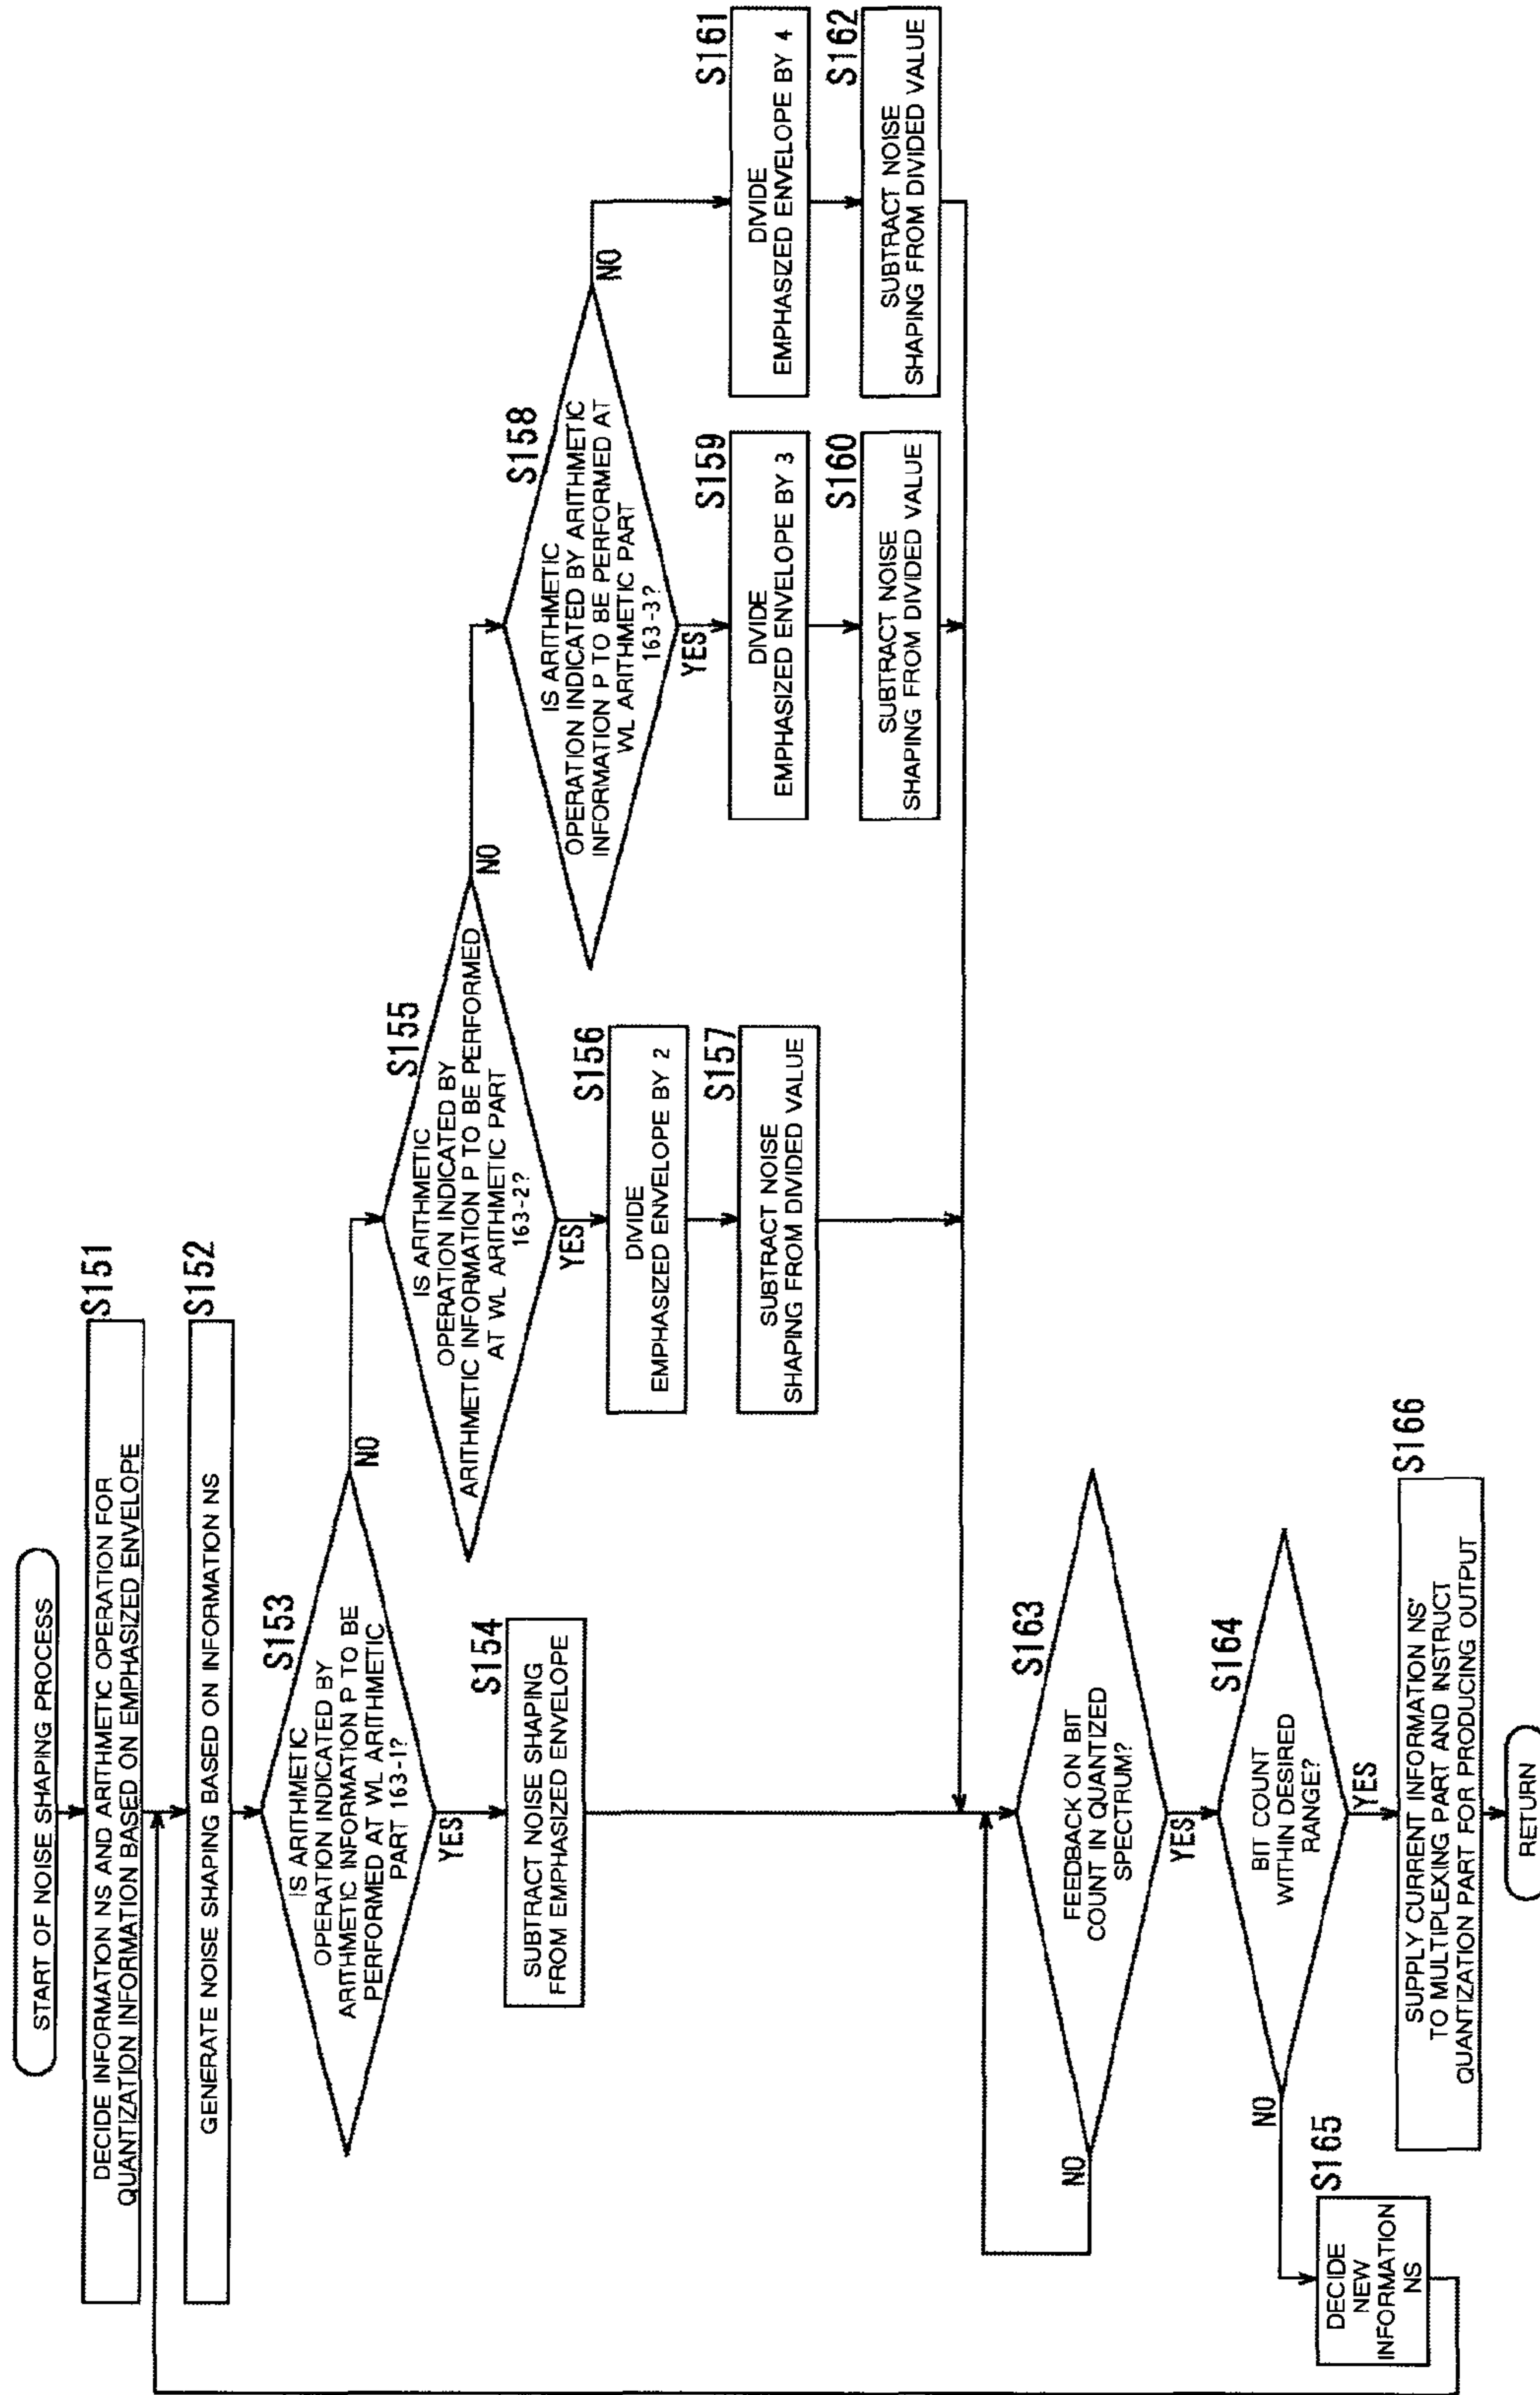 START OF NOISE SHAPING PROCESS
S151
DECIDE INFORMATION NS AND ARITHMETIC OPERATION FOR
QUANTIZATION INFORMATION BASED ON EMPHASIZED ENVELOPE
S152
GENERATE NOISE SHAPING BASED ON INFORMATION NS
S153
IS ARITHMETIC
OPERATION INDICATED BY
ARITHMETIC INFORMATION P TO BE
PERFORMED AT WL ARITHMETIC
PART 163-1?
NO
YES
S154
SUBTRACT NOISE SHAPING
FROM EMPHASIZED ENVELOPE
S155
IS ARITHMETIC
OPERATION INDICATED BY
ARITHMETIC INFORMATION P TO BE PERFORMED
AT WL ARITHMETIC PART
163-2?
NO
YES
S156
DIVIDE
EMPHASIZED ENVELOPE BY 2
S157
SUBTRACT NOISE
SHAPING FROM DIVIDED VALUE
S158
IS ARITHMETIC
OPERATION INDICATED BY ARITHMETIC
INFORMATION P TO BE PERFORMED AT
WL ARITHMETIC PART
163-3?
NO
YES
S159
DIVIDE
EMPHASIZED ENVELOPE BY 3
S160
SUBTRACT NOISE
SHAPING FROM DIVIDED VALUE
S161
DIVIDE
EMPHASIZED ENVELOPE BY 4
S162
SUBTRACT NOISE
SHAPING FROM DIVIDED VALUE
S163
FEEDBACK ON BIT
COUNT IN QUANTIZED
SPECTRUM?
NO
YES
S164
BIT COUNT
WITHIN DESIRED
RANGE?
NO
YES
S165
DECIDE
NEW
INFORMATION
NS
S166
SUPPLY CURRENT INFORMATION NS'
TO MULTIPLEXING PART AND INSTRUCT
QUANTIZATION PART FOR PRODUCING OUTPUT
RETURN